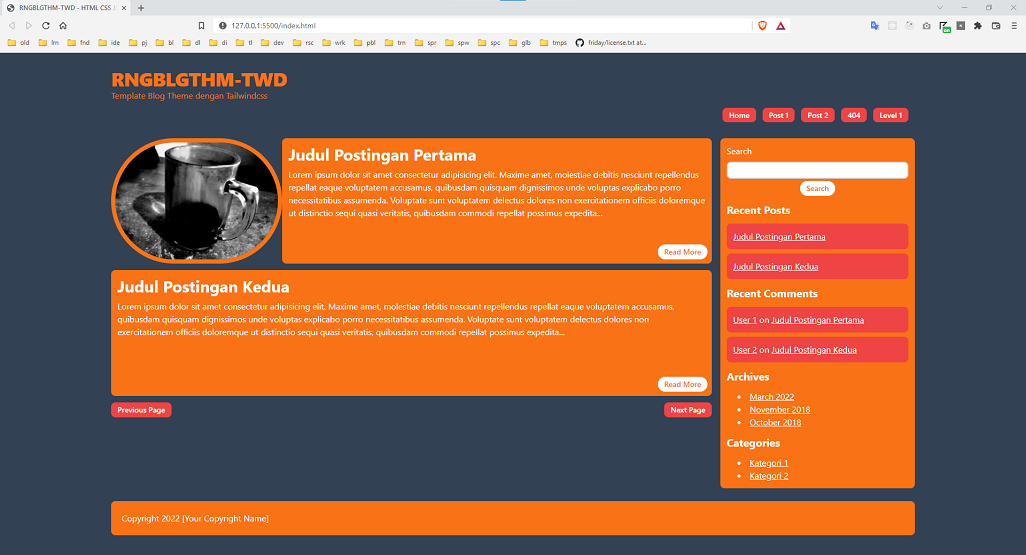 RNGBLGTHM-TWD - HTML CSS J
127.0.0.1:5500/index.html
old lrn fnd ide pj bl dl di tl dev rsc wrk pbl trn spr spw spc glb tmps friday/license.txt at...
RNGBLGTHM-TWD
Template Blog Theme dengan Tailwindcss
Home Post 1 Post 2 404 Level 1
Judul Postingan Pertama
Lorem ipsum dolor sit amet consectetur adipisicing elit. Maxime amet, molestiae debitis nesciunt repellendus
repellat eaque voluptatem accusamus, quibusdam quisquam dignissimos unde voluptas explicabo porro
necessitatibus assumenda. Voluptate sunt voluptatem delectus dolores non exercitationem officiis doloremque
ut distinctio sequi quasi veritatis, quibusdam commodi repellat possimus expedita...
Read More
Judul Postingan Kedua
Lorem ipsum dolor sit amet consectetur adipisicing elit. Maxime amet, molestiae debitis nesciunt repellendus repellat eaque voluptatem accusamus,
quibusdam quisquam dignissimos unde voluptas explicabo porro necessitatibus assumenda. Voluptate sunt voluptatem delectus dolores non
exercitationem officiis doloremque ut distinctio sequi quasi veritatis, quibusdam commodi repellat possimus expedita...
Read More
Previous Page Next Page
Search
Search
Recent Posts
Judul Postingan Pertama
Judul Postingan Kedua
Recent Comments
User 1 on Judul Postingan Pertama
User 2 on Judul Postingan Kedua
Archives
March 2022
November 2018
October 2018
Categories
Kategori 1
Kategori 2
Copyright 2022 [Your Copyright Name]